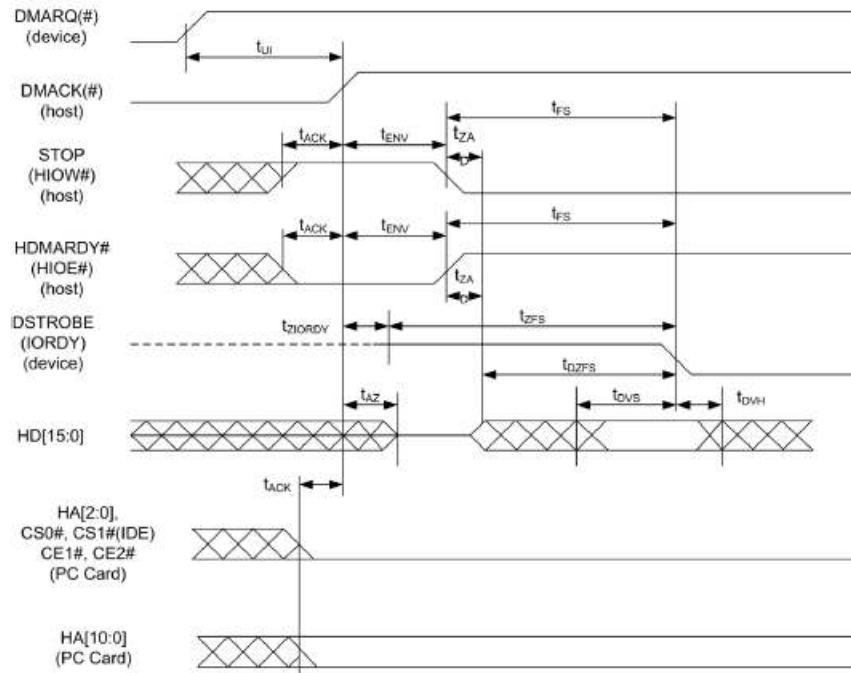 DMARQ(#)
(device)
tUI
DMACK(#)
(host)
tFS
tACK
tENV
tZA
D
STOP
(HIOW#)
(host)
tFS
tACK
tENV
HDMARDY#
(HIOE#)
(host)
tZA
D
DSTROBE
(IORDY)
(device)
tZIORDY
tZFS
tDZFS
tAZ
tDVS
tDVH
HD[15:0]
tACK
HA[2:0],
CS0#, CS1#(IDE)
CE1#, CE2#
(PC Card)
HA[10:0]
(PC Card)